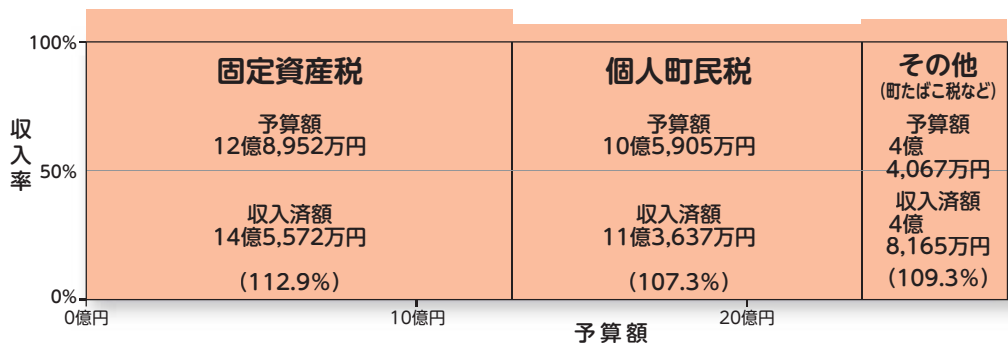 100%
50%
0%
収入率
固定資産税
予算額
12億8,952万円
収入済額
14億5,572万円
(112.9%)
個人町民税
予算額
10億5,905万円
収入済額
11億3,637万円
(107.3%)
その他
(町たばこ税など)
予算額
4億
4,067万円
収入済額
4億
8,165万円
(109.3%)
0億円
10億円
20億円
予算額